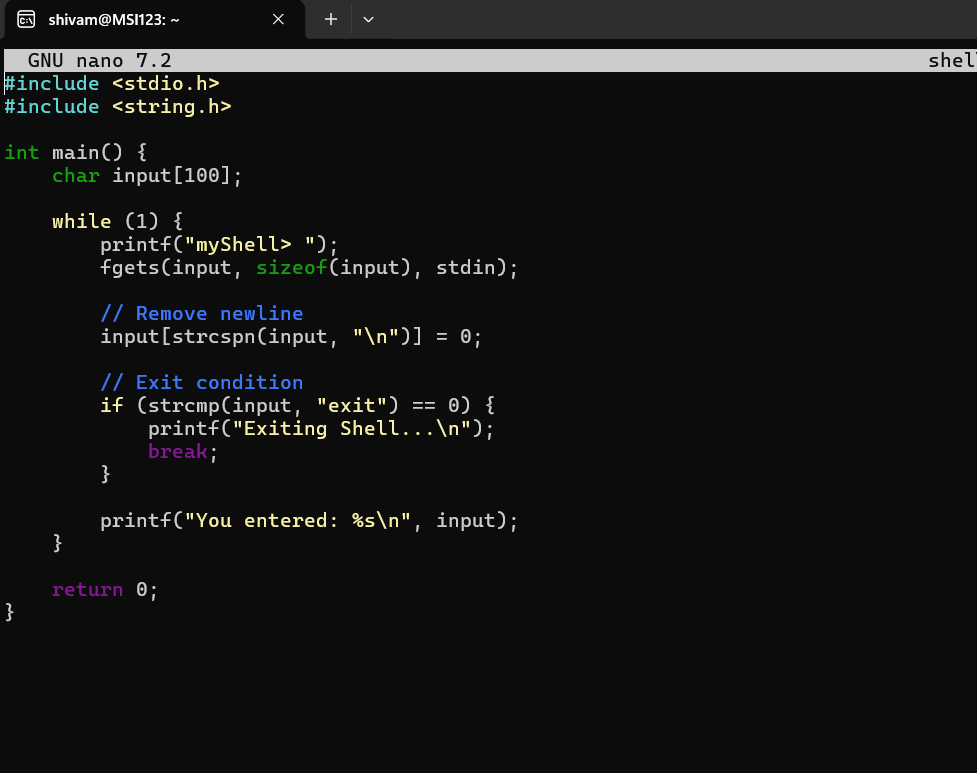 shivam@MSI123: ~
GNU nano 7.2
#include <stdio.h>
#include <string.h>
int main() {
    char input[100];
    while (1) {
        printf("myShell> ");
        fgets(input, sizeof(input), stdin);
        // Remove newline
        input[strcspn(input, "\n")] = 0;
        // Exit condition
        if (strcmp(input, "exit") == 0) {
            printf("Exiting Shell...\n");
            break;
        }
        printf("You entered: %s\n", input);
    }
    return 0;
}